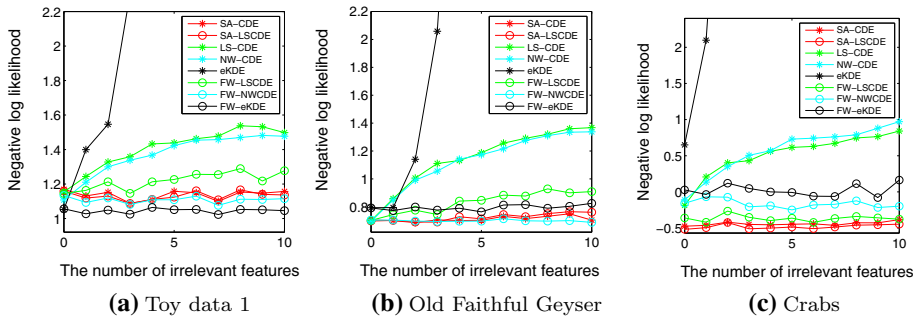 Negative log likelihood
2.2
2
1.8
1.6
1.4
1.2
1
0
5
10
SA−CDE
SA−LSCDE
LS−CDE
NW−CDE
eKDE
FW−LSCDE
FW−NWCDE
FW−eKDE
The number of irrelevant features
(a) Toy data 1
Negative log likelihood
2.2
2
1.8
1.6
1.4
1.2
1
0.8
0
5
10
SA−CDE
SA−LSCDE
LS−CDE
NW−CDE
eKDE
FW−LSCDE
FW−NWCDE
FW−eKDE
The number of irrelevant features
(b) Old Faithful Geyser
Negative log likelihood
2
1.5
1
0.5
0
−0.5
0
5
10
SA−CDE
SA−LSCDE
LS−CDE
NW−CDE
eKDE
FW−LSCDE
FW−NWCDE
FW−eKDE
The number of irrelevant features
(c) Crabs